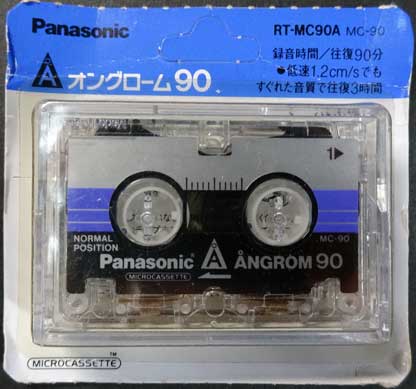 Panasonic
RT-MC90A MC-90
Å オングローム90
録音時間/往復90分
低速1.2cm/sでも
すぐれた音質で往復3時間
1
NORMAL
POSITION
MC-90
Panasonic Å ÅNGROM 90
MICROCASSETTE
MICROCASSETTE™